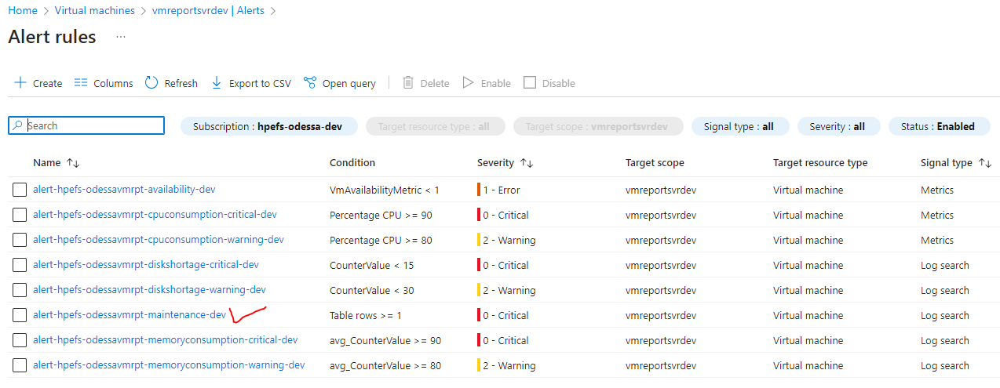 Home > Virtual machines > vmreportsvrdev | Alerts >
Alert rules ...
Create Columns Refresh Export to CSV Open query Delete Enable Disable
Search Subscription : hpefs-odessa-dev Target resource type : all Target scope : vmreportsvrdev Signal type : all Severity : all Status : Enabled
Name ↑↓ Condition Severity ↑↓ Target scope Target resource type Signal type ↑↓
alert-hpefs-odessavmrpt-availability-dev VmAvailabilityMetric < 1 1 - Error vmreportsvrdev Virtual machine Metrics
alert-hpefs-odessavmrpt-cpuconsumption-critical-dev Percentage CPU >= 90 0 - Critical vmreportsvrdev Virtual machine Metrics
alert-hpefs-odessavmrpt-cpuconsumption-warning-dev Percentage CPU >= 80 2 - Warning vmreportsvrdev Virtual machine Metrics
alert-hpefs-odessavmrpt-diskshortage-critical-dev CounterValue < 15 0 - Critical vmreportsvrdev Virtual machine Log search
alert-hpefs-odessavmrpt-diskshortage-warning-dev CounterValue < 30 2 - Warning vmreportsvrdev Virtual machine Log search
alert-hpefs-odessavmrpt-maintenance-dev Table rows >= 1 0 - Critical vmreportsvrdev Virtual machine Log search
alert-hpefs-odessavmrpt-memoryconsumption-critical-dev avg_CounterValue >= 90 0 - Critical vmreportsvrdev Virtual machine Log search
alert-hpefs-odessavmrpt-memoryconsumption-warning-dev avg_CounterValue >= 80 2 - Warning vmreportsvrdev Virtual machine Log search